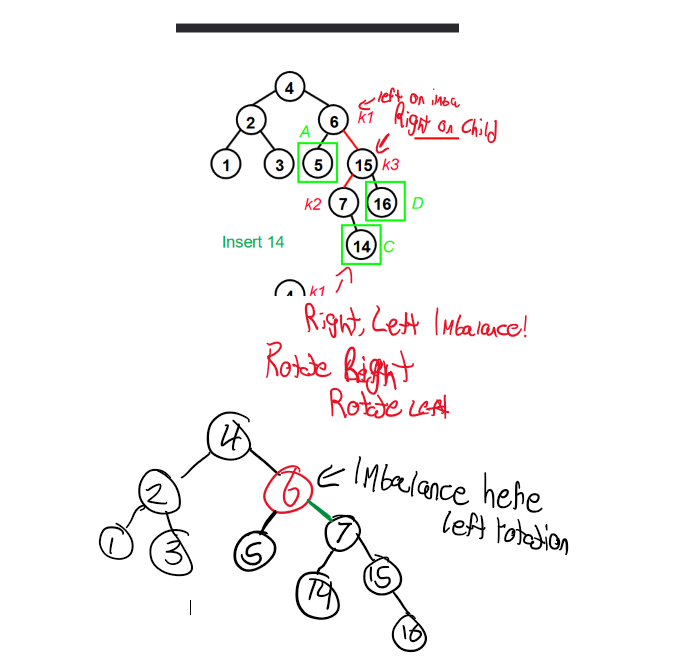 4
left on imba
2
6
k1
Right on Child
A
1
3
5
15
k3
k2
7
16
D
Insert 14
14
C
4
k1
Right, Left Imbalance!
Rotate Right
Rotate Left
4
2
6
Imbalance here
left rotation
1
3
5
7
14
15
16